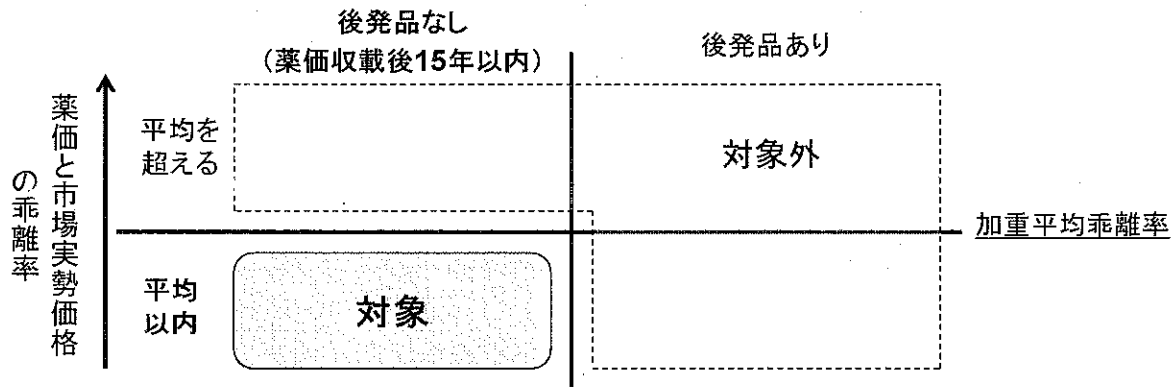 後発品なし
（薬価収載後15年以内）
後発品あり
薬価と市場実勢価格
の乖離率
平均を
超える
対象外
加重平均乖離率
平均
以内
対象